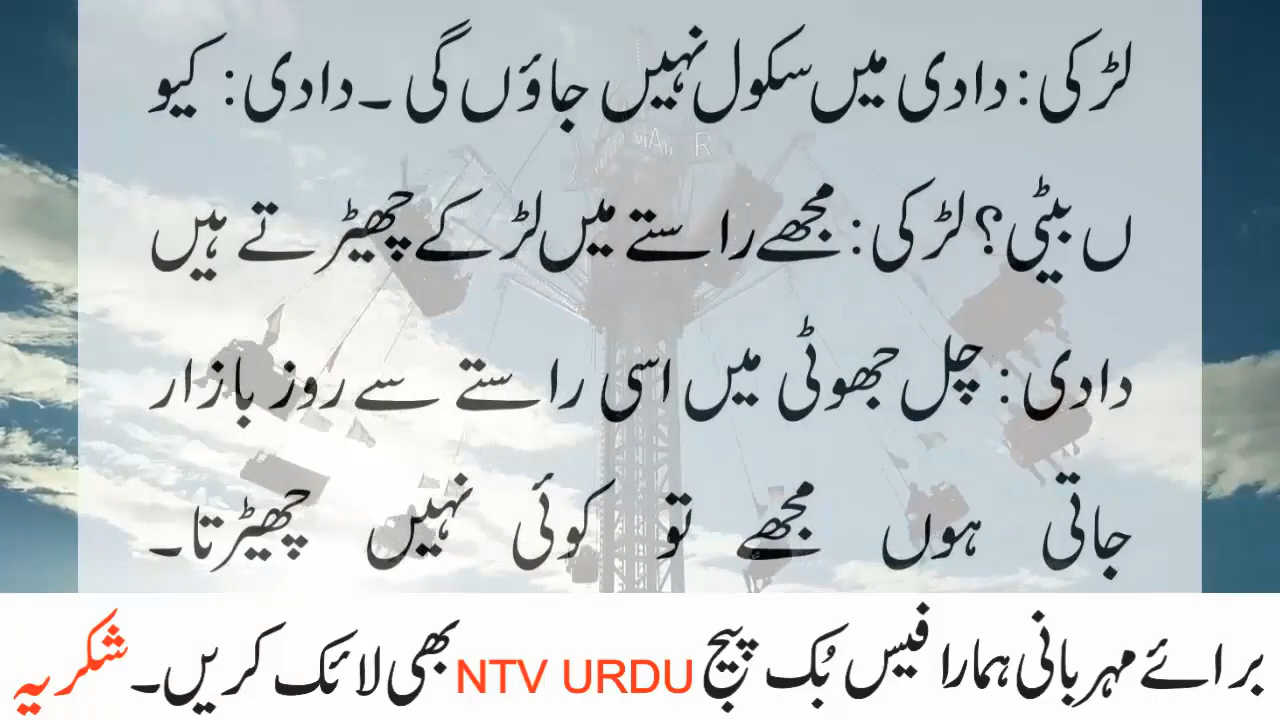 لڑکی: دادی میں سکول نہیں جاؤں گی۔ دادی: کیو
ں بیٹی؟ لڑکی: مجھے راستے میں لڑکے چھیڑتے ہیں
دادی: چل جھوٹی میں اسی راستے سے روز بازار
جاتی ہوں مجھے تو کوئی نہیں چھیڑتا۔
برائے مہربانی ہمارا فیس بُک پیج NTV URDU بھی لائک کریں۔ شکریہ